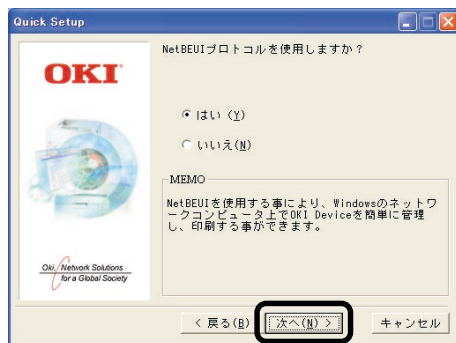 Quick Setup
NetBEUIプロトコルを使用しますか？
OKI
はい (Y)
いいえ(N)
MEMO
NetBEUIを使用する事により、Windowsのネットワ
ークコンピュータ上でOKI Deviceを簡単に管理
し、印刷する事ができます。
Oki, Network Solutions
for a Global Society
< 戻る(B)
次へ(N) >
キャンセル